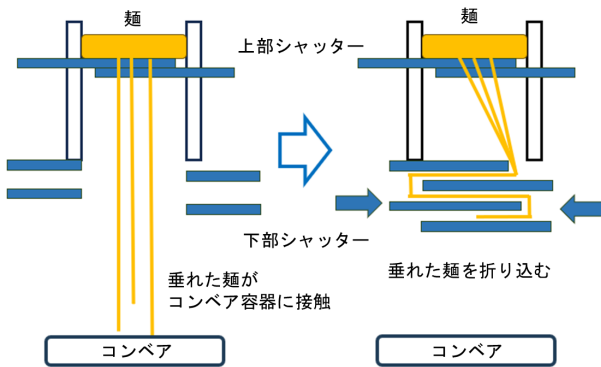 麺
麺
上部シャッター
下部シャッター
垂れた麺が
コンベア容器に接触
垂れた麺を折り込む
コンベア
コンベア